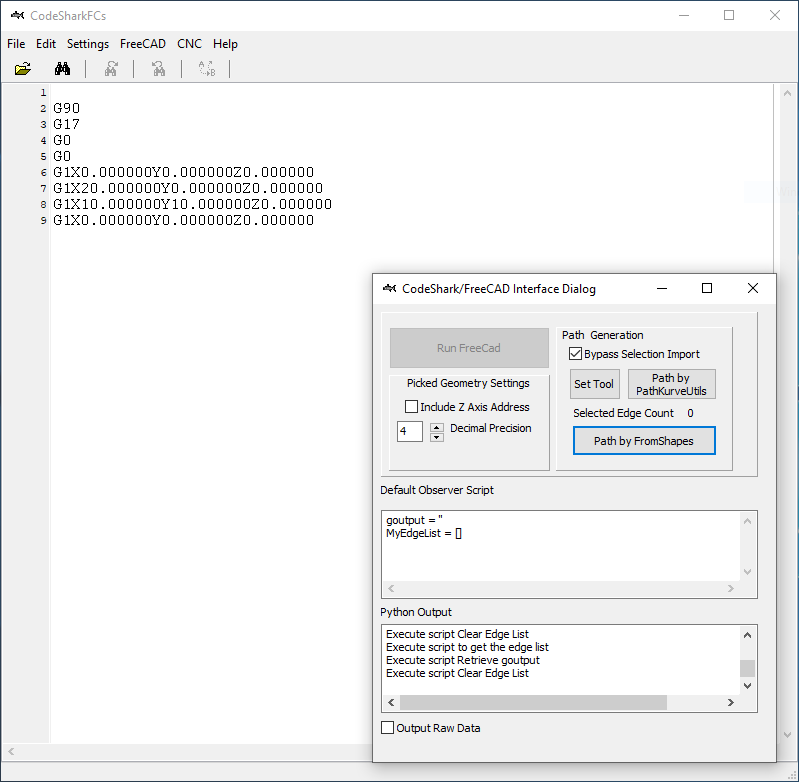 CodeSharkFCs
File Edit Settings FreeCAD CNC Help
1
2 G90
3 G17
4 G0
5 G0
6 G1X0.000000Y0.000000Z0.000000
7 G1X20.000000Y0.000000Z0.000000
8 G1X10.000000Y10.000000Z0.000000
9 G1X0.000000Y0.000000Z0.000000
CodeShark/FreeCAD Interface Dialog
Run FreeCad
Picked Geometry Settings
Include Z Axis Address
4 Decimal Precision
Path Generation
Bypass Selection Import
Set Tool
Path by
PathKurveUtils
Selected Edge Count 0
Path by FromShapes
Default Observer Script
goutput = ''
MyEdgeList = []
Python Output
Execute script Clear Edge List
Execute script to get the edge list
Execute script Retrieve goutput
Execute script Clear Edge List
Output Raw Data